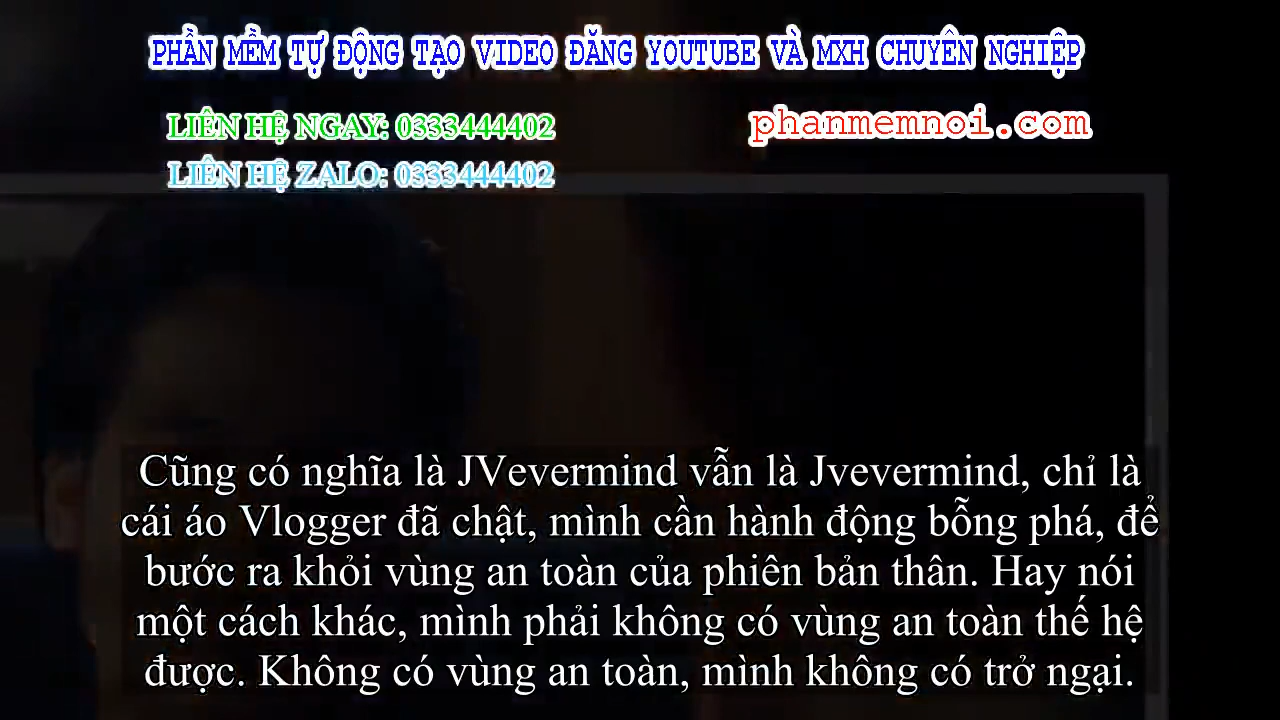 PHẦN MỀM TỰ ĐỘNG TẠO VIDEO ĐĂNG YOUTUBE VÀ MXH CHUYÊN NGHIỆP
LIÊN HỆ NGAY: 0333444402
phanmemnoi.com
LIÊN HỆ ZALO: 0333444402
Cũng có nghĩa là JVevermind vẫn là Jvevermind, chỉ là
cái áo Vlogger đã chật, mình cần hành động bỗng phá, để
bước ra khỏi vùng an toàn của phiên bản thân. Hay nói
một cách khác, mình phải không có vùng an toàn thế hệ
được. Không có vùng an toàn, mình không có trở ngại.